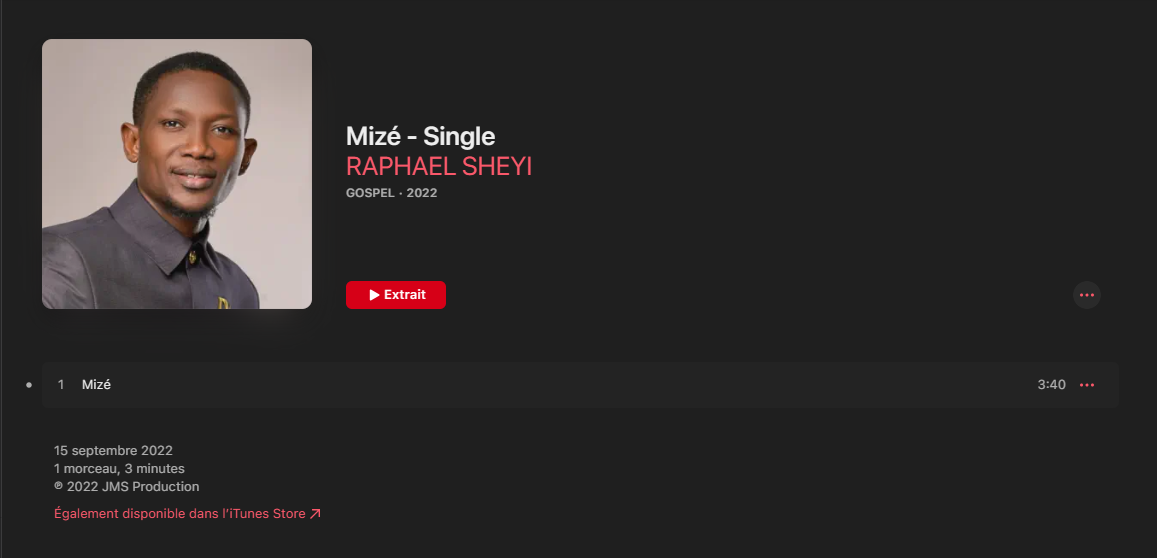 Mizé - Single
RAPHAEL SHEYI
GOSPEL · 2022
Extrait
1 Mizé 3:40
15 septembre 2022
1 morceau, 3 minutes
℗ 2022 JMS Production
Également disponible dans l’iTunes Store